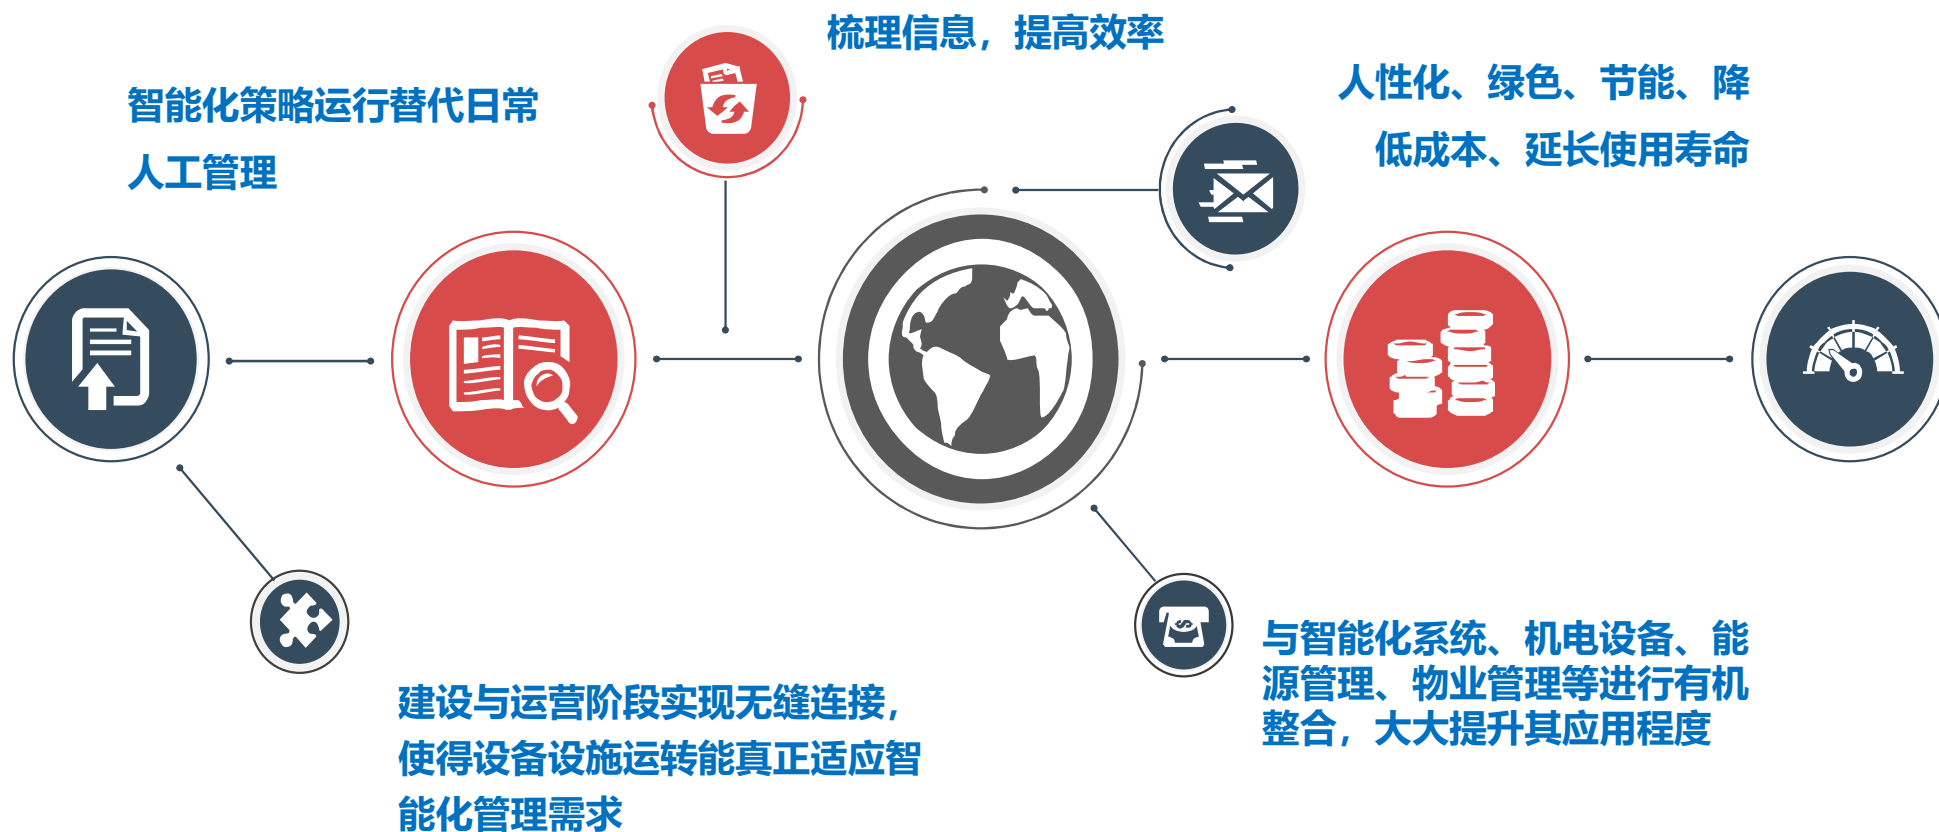 梳理信息，提高效率
智能化策略运行替代日常
人工管理
人性化、绿色、节能、降
低成本、延长使用寿命
建设与运营阶段实现无缝连接，
使得设备设施运转能真正适应智
能化管理需求
与智能化系统、机电设备、能
源管理、物业管理等进行有机
整合，大大提升其应用程度